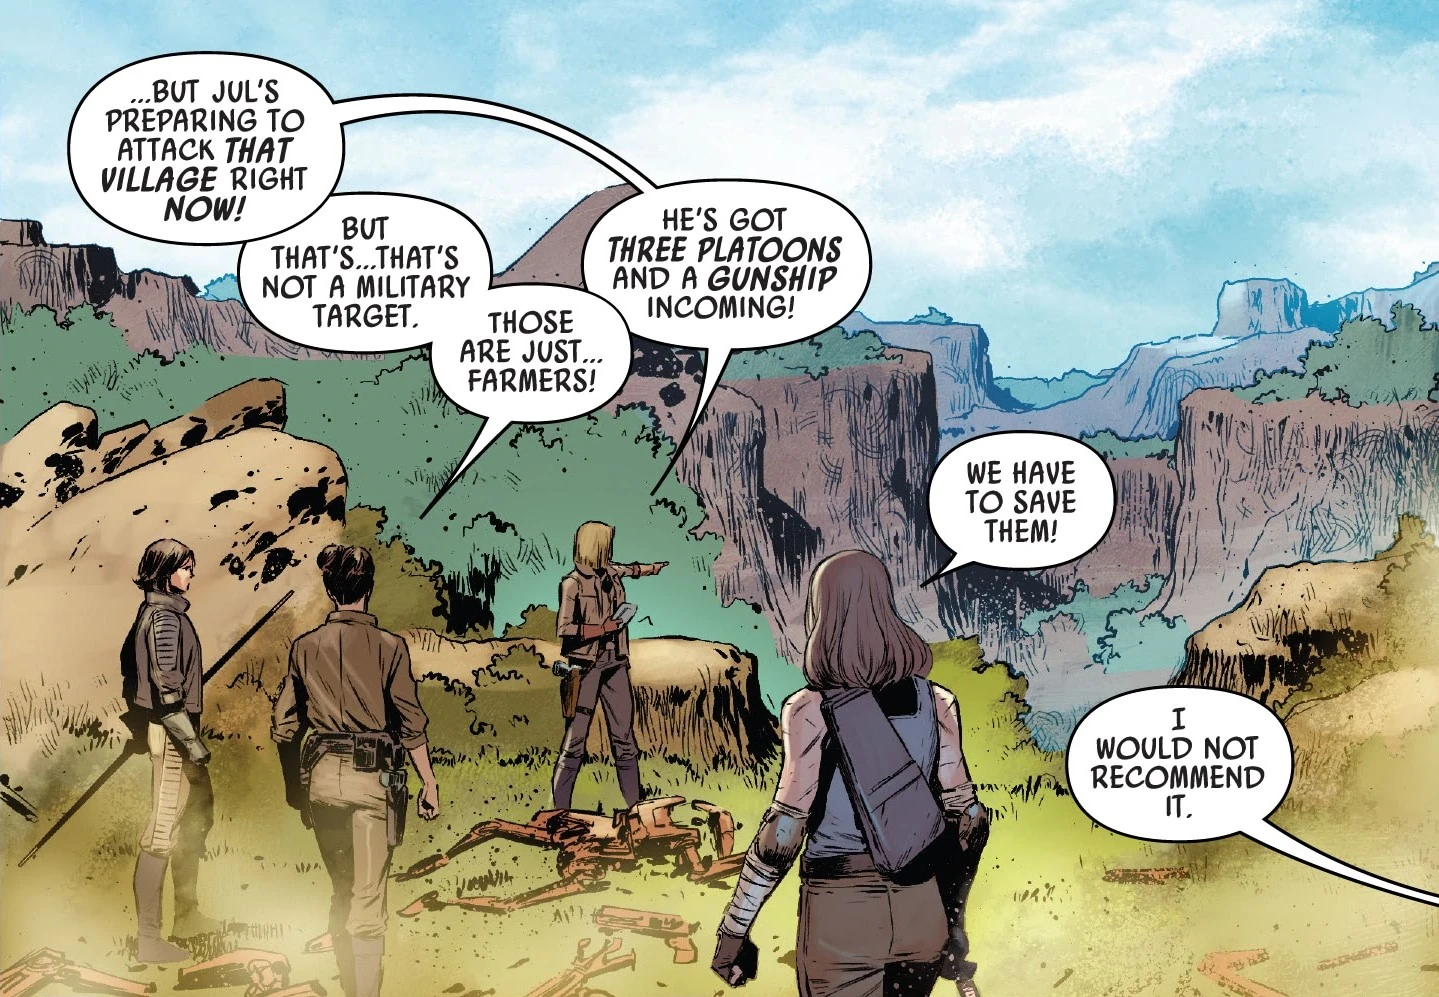 ...BUT JUL'S
PREPARING TO
ATTACK THAT
VILLAGE RIGHT
NOW!
HE'S GOT
THREE PLATOONS
AND A GUNSHIP
INCOMING!
BUT
THAT'S...THAT'S
NOT A MILITARY
TARGET.
THOSE
ARE JUST...
FARMERS!
WE HAVE
TO SAVE
THEM!
I
WOULD NOT
RECOMMEND
IT.